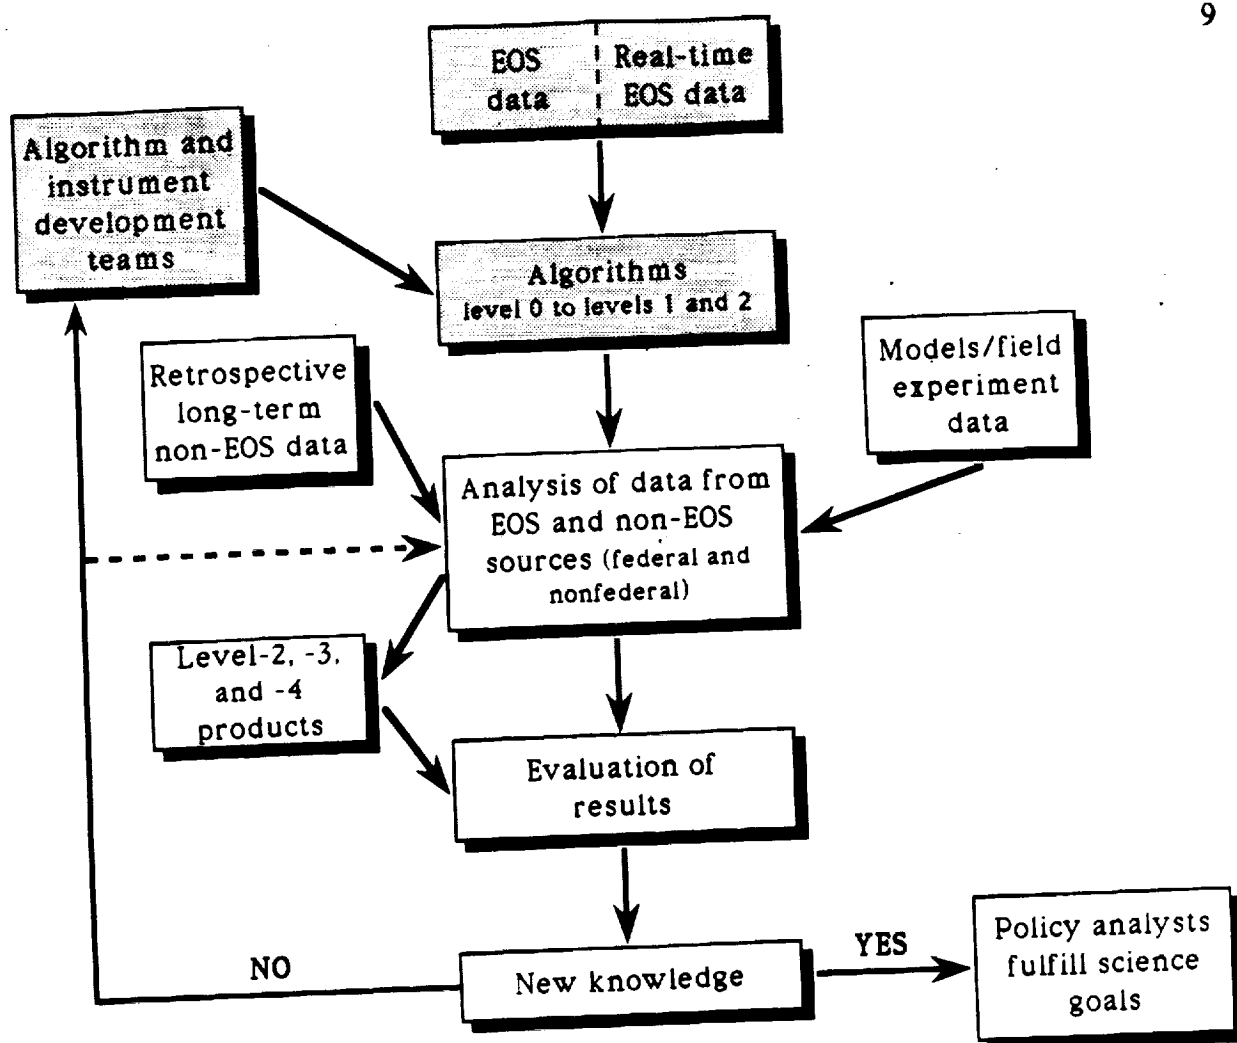 9
EOS
data
Real-time
EOS data
Algorithm and
instrument
development
teams
Algorithms
level 0 to levels 1 and 2
Retrospective
long-term
non-EOS data
Models/field
experiment
data
Analysis of data from
EOS and non-EOS
sources (federal and
nonfederal)
Level-2, -3,
and -4
products
Evaluation of
results
New knowledge
NO
YES
Policy analysts
fulfill science
goals